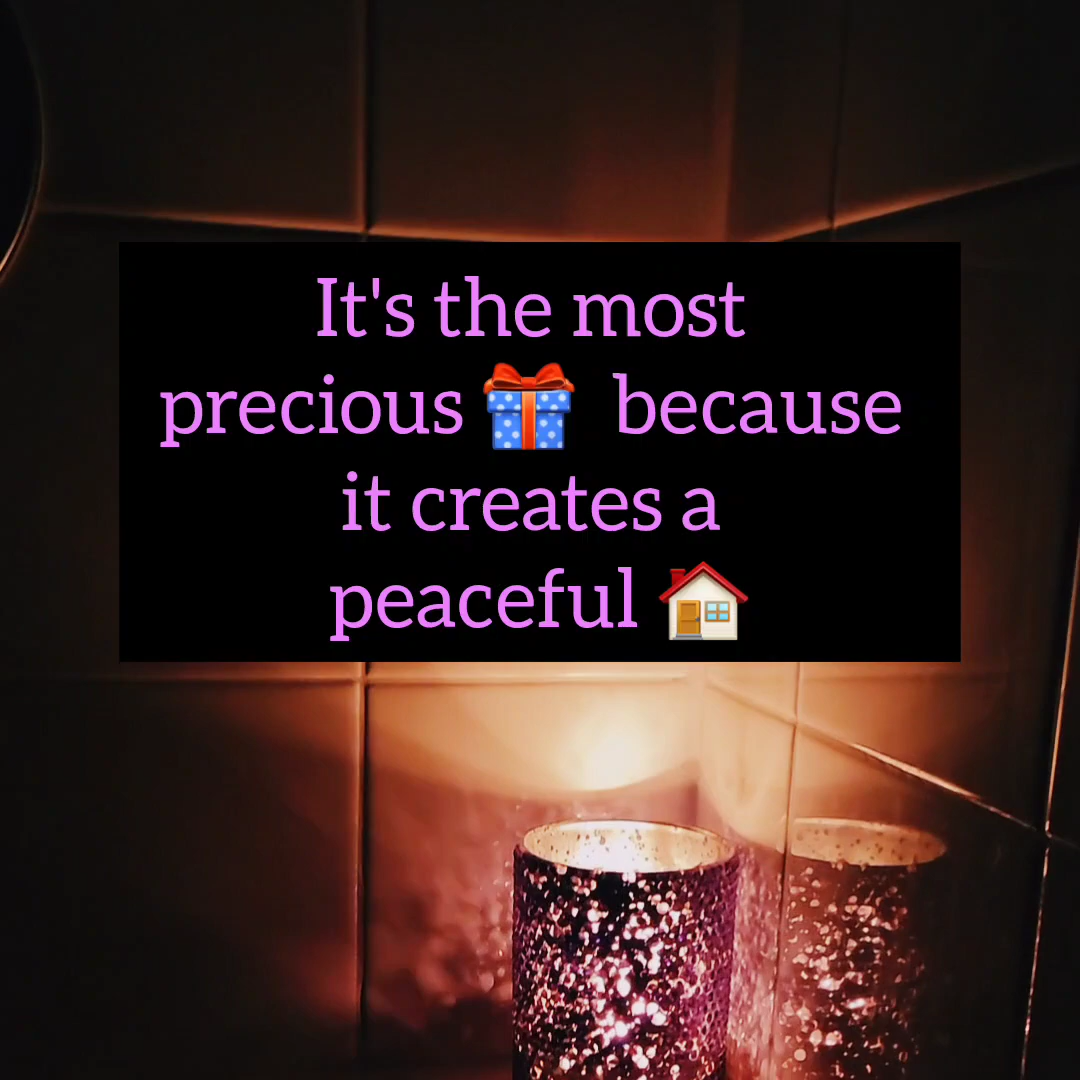 It's the most
precious 🎁 because
it creates a
peaceful 🏠